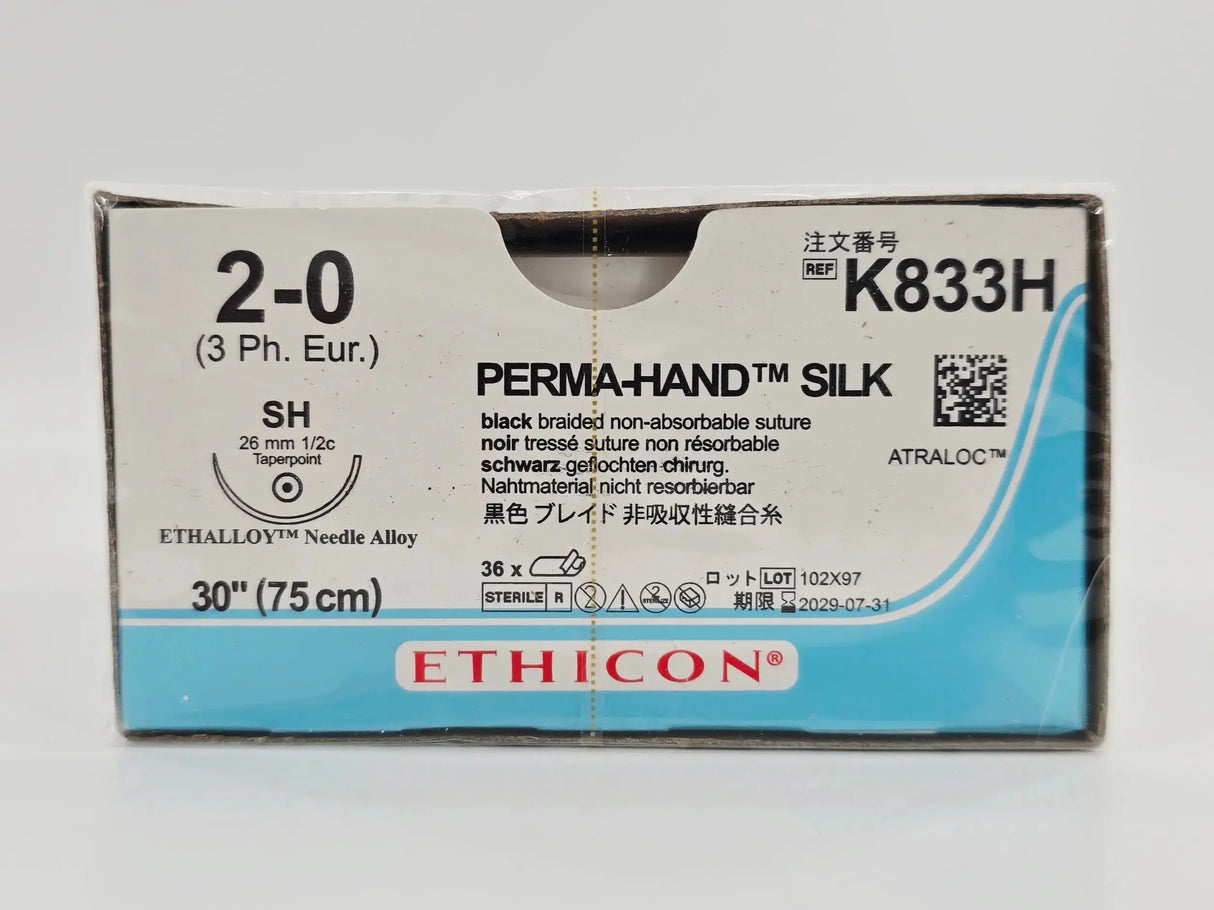 2-0
(3 Ph. Eur.)
SH
26 mm 1/2c
Taperpoint
ETHALLOY™ Needle Alloy
30" (75 cm)
注文番号
REF K833H
PERMA-HAND™ SILK
black braided non-absorbable suture
noir tressé suture non résorbable
schwarz geflochten chirurg.
Nahtmaterial nicht resorbierbar
黒色 ブレイド 非吸収性縫合糸
ATRALOC™
36 x
STERILE R
2
2
STERILIZE
ロット LOT 102X97
期限 2029-07-31
ETHICON®